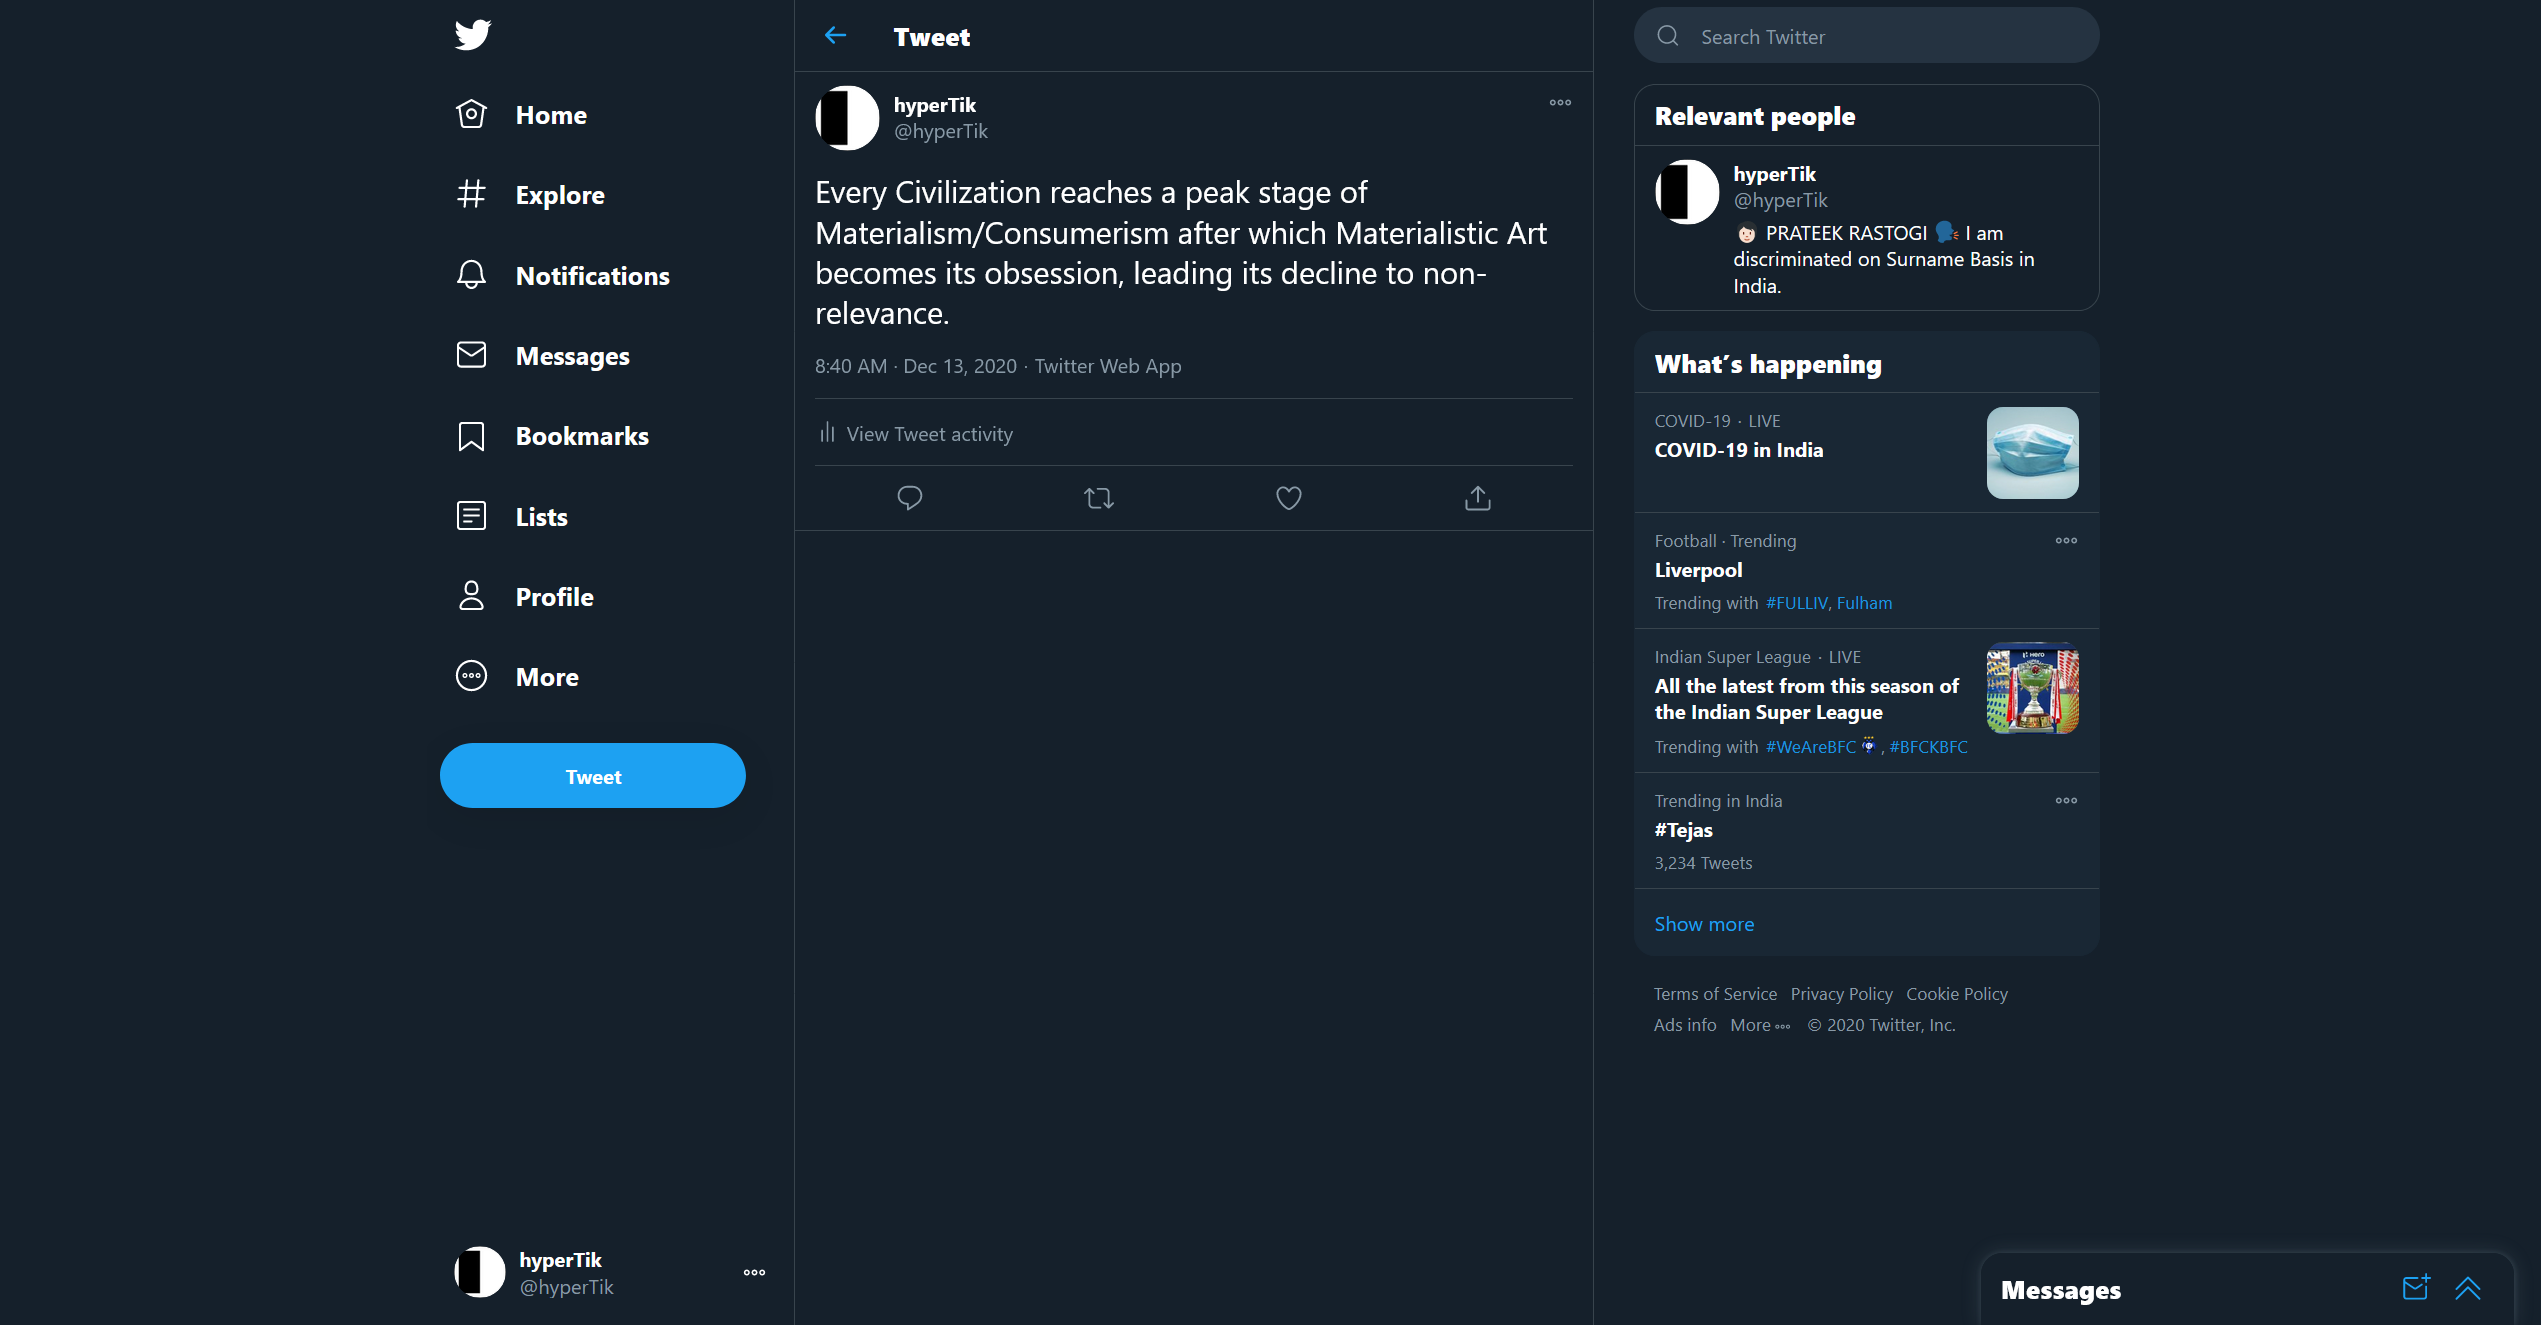 Home
Explore
Notifications
Messages
Bookmarks
Lists
Profile
More
Tweet
hyperTik
@hyperTik
Tweet
hyperTik
@hyperTik
Every Civilization reaches a peak stage of
Materialism/Consumerism after which Materialistic Art
becomes its obsession, leading its decline to non-
relevance.
8:40 AM · Dec 13, 2020 · Twitter Web App
View Tweet activity
Search Twitter
Relevant people
hyperTik
@hyperTik
PRATEEK RASTOGI I am
discriminated on Surname Basis in
India.
What's happening
COVID-19 · LIVE
COVID-19 in India
Football · Trending
Liverpool
Trending with #FULLIV, Fulham
Indian Super League · LIVE
All the latest from this season of
the Indian Super League
Trending with #WeAreBFC , #BFCKBFC
Hero
Trending in India
#Tejas
3,234 Tweets
Show more
Terms of Service Privacy Policy Cookie Policy
Ads info More © 2020 Twitter, Inc.
Messages